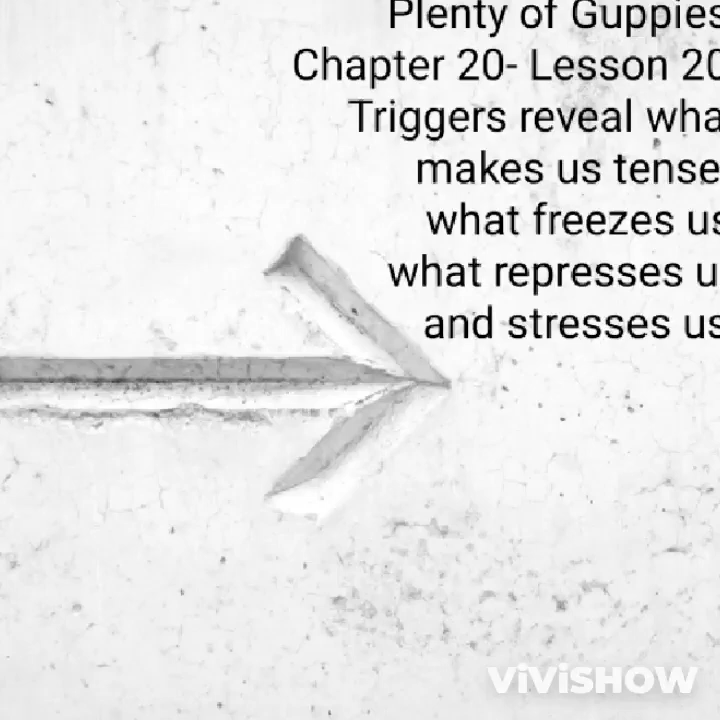 Plenty of Guppies
Chapter 20- Lesson 20
Triggers reveal wha
makes us tense
what freezes us
what represses u
and stresses us
ViViSHOW